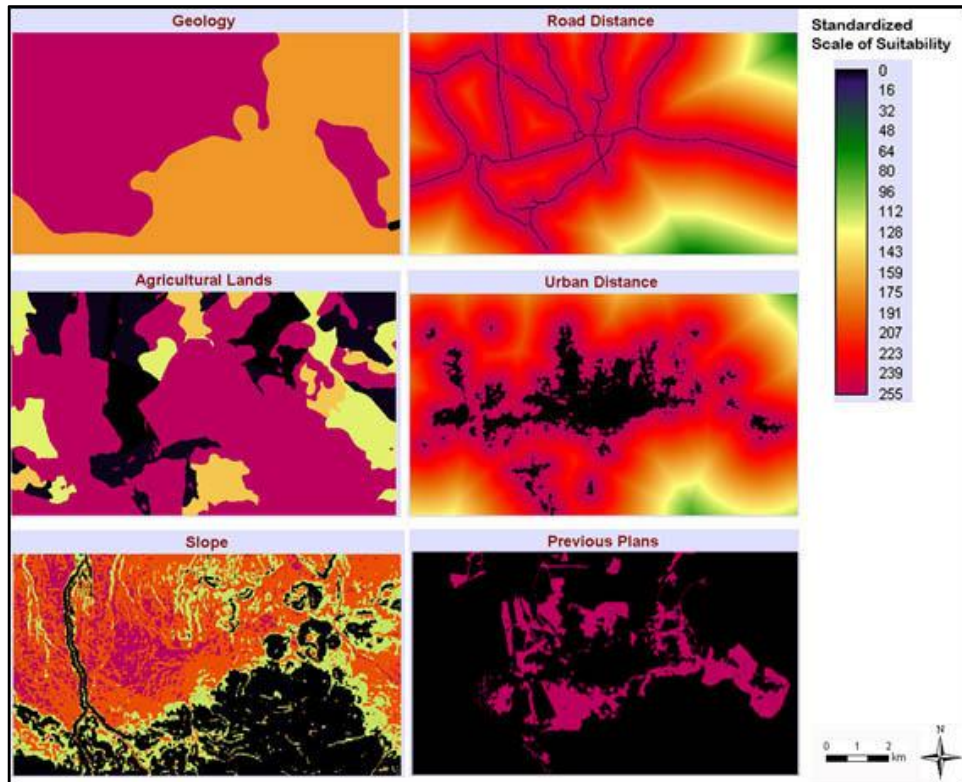 Geology
Road Distance
Standardized
Scale of Suitability
0
16
32
48
64
80
96
112
128
143
159
175
191
207
223
239
255
Agricultural Lands
Urban Distance
Slope
Previous Plans
N
0 1 2
km